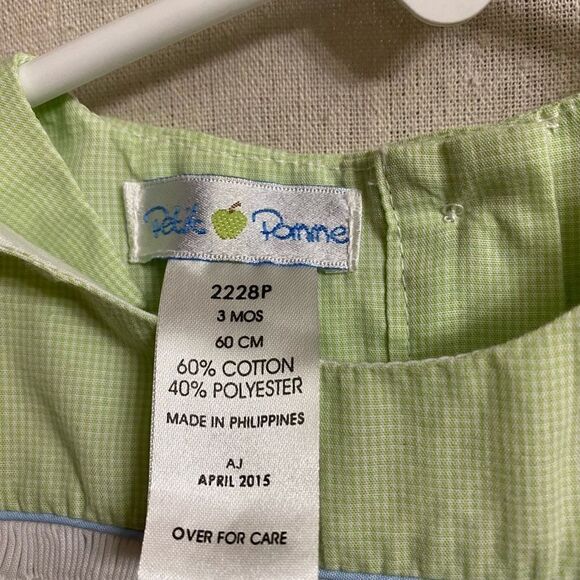 Petite Pomme
2228P
3 MOS
60 CM
60% COTTON
40% POLYESTER
MADE IN PHILIPPINES
AJ
APRIL 2015
OVER FOR CARE